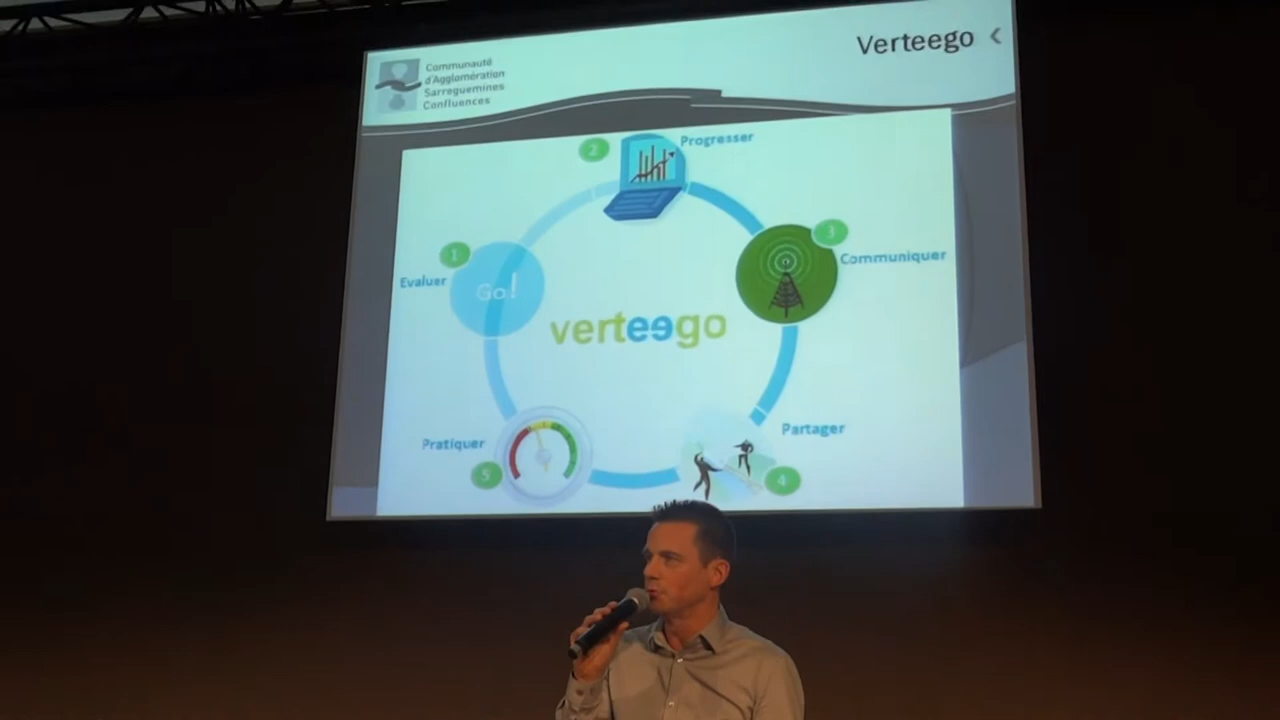 Verteego <
Communauté
d'Agglomération
Sarreguemines
Confluences
2
Progresser
3
Communiquer
1
Evaluer
Go!
verteego
Partager
4
Pratiquer
5